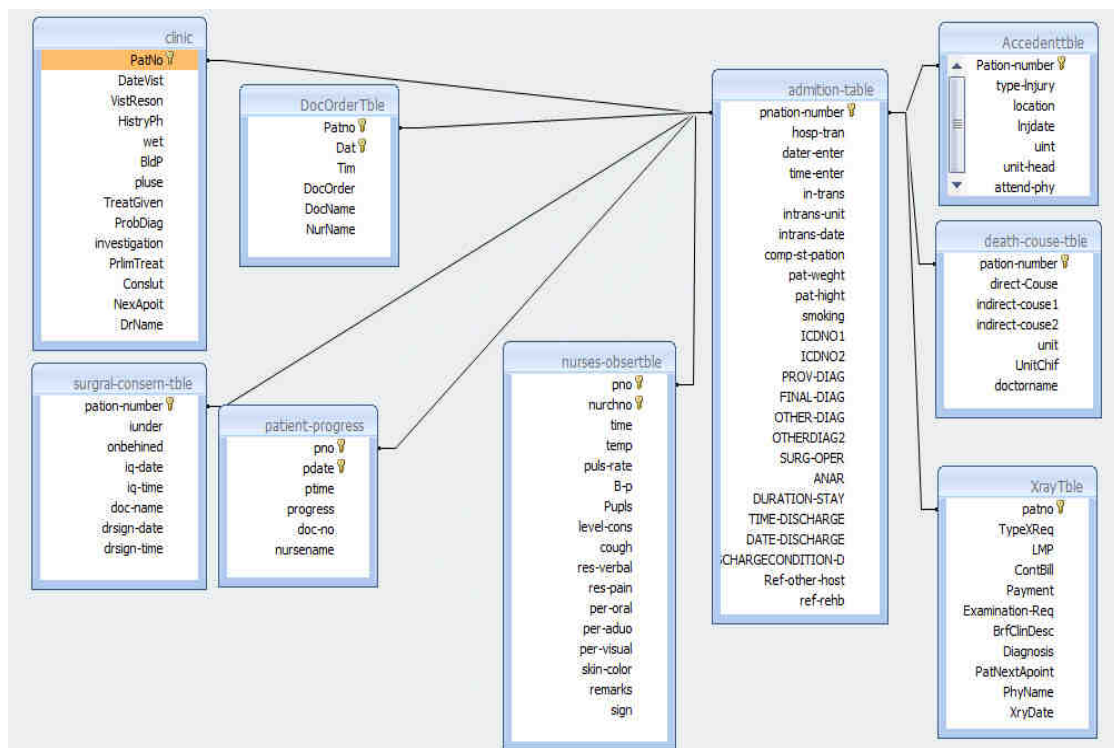 clinic
PatNo
DateVist
VistReson
HistryPh
wet
BldP
pluse
TreatGiven
ProbDiag
investigation
PrlimTreat
Conslut
NexApoit
DrName
DocOrderTble
Patno
Dat
Tim
DocOrder
DocName
NurName
surgral-consern-tble
pation-number
iunder
onbehined
iq-date
iq-time
doc-name
drsign-date
drsign-time
patient-progress
pno
pdate
ptime
progress
doc-no
nursename
nurses-obsertble
pno
nurchno
time
temp
puls-rate
B-p
Pupls
level-cons
cough
res-verbal
res-pain
per-oral
per-aduo
per-visual
skin-color
remarks
sign
admition-table
pnation-number
hosp-tran
dater-enter
time-enter
in-trans
intrans-unit
intrans-date
comp-st-pation
pat-weght
pat-hight
smoking
ICDNO1
ICDNO2
PROV-DIAG
FINAL-DIAG
OTHER-DIAG
OTHERDIAG2
SURG-OPER
ANAR
DURATION-STAY
TIME-DISCHARGE
DATE-DISCHARGE
SCHARGECONDITION-D
Ref-other-host
ref-rehb
Accedenttble
Pation-number
type-lnjury
location
lnjdate
uint
unit-head
attend-phy
death-couse-tble
pation-number
direct-Couse
indirect-couse1
indirect-couse2
unit
UnitChif
doctorname
XrayTble
patno
TypeXReq
LMP
ContBill
Payment
Examination-Req
BrfClinDesc
Diagnosis
PatNextApoint
PhyName
XryDate